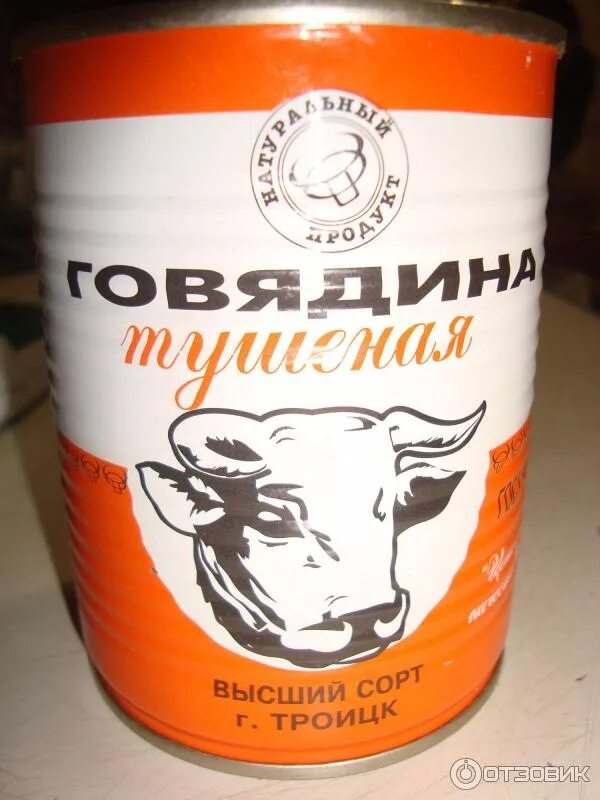 НАТУРАЛЬНЫЙ
ПРОДУКТ
ГОВЯДИНА
тушеная
ВЫСШИЙ СОРТ
г. ТРОИЦК
ОТЗОВИК